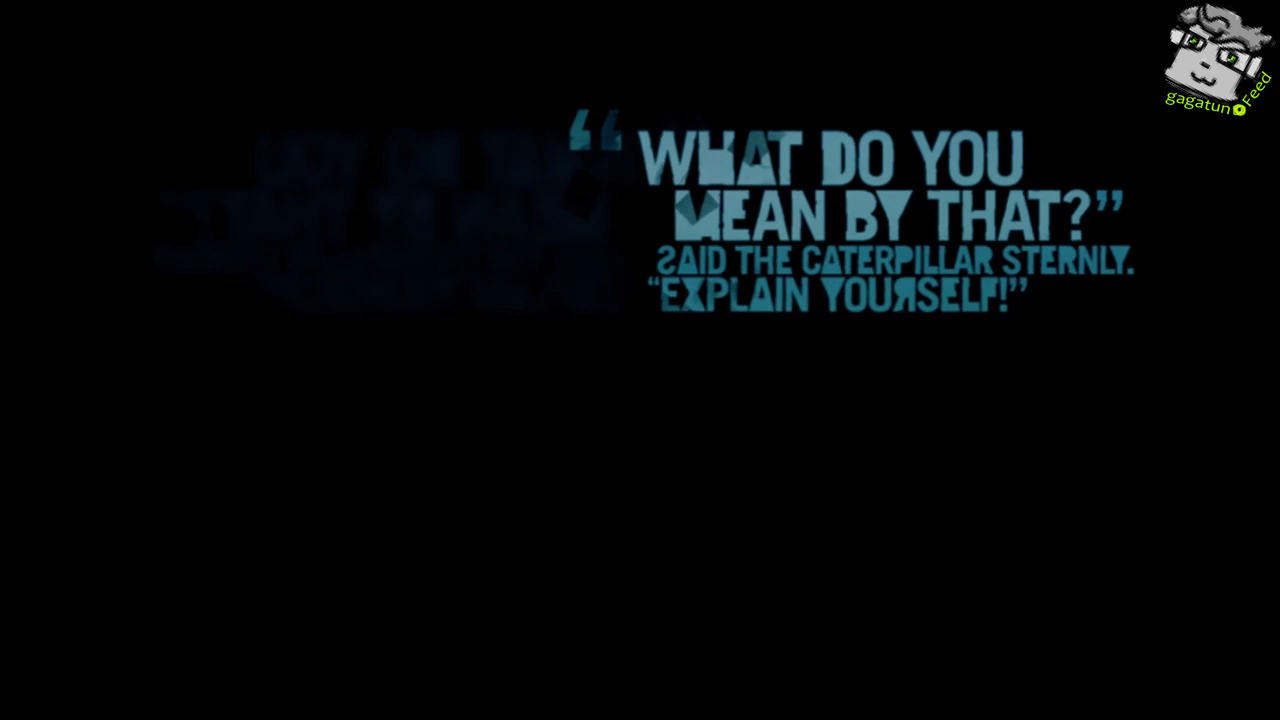 “WHAT DO YOU
MEAN BY THAT?”
SAID THE CATERPILLAR STERNLY.
“EXPLAIN YOURSELF!”
gagatun Feed